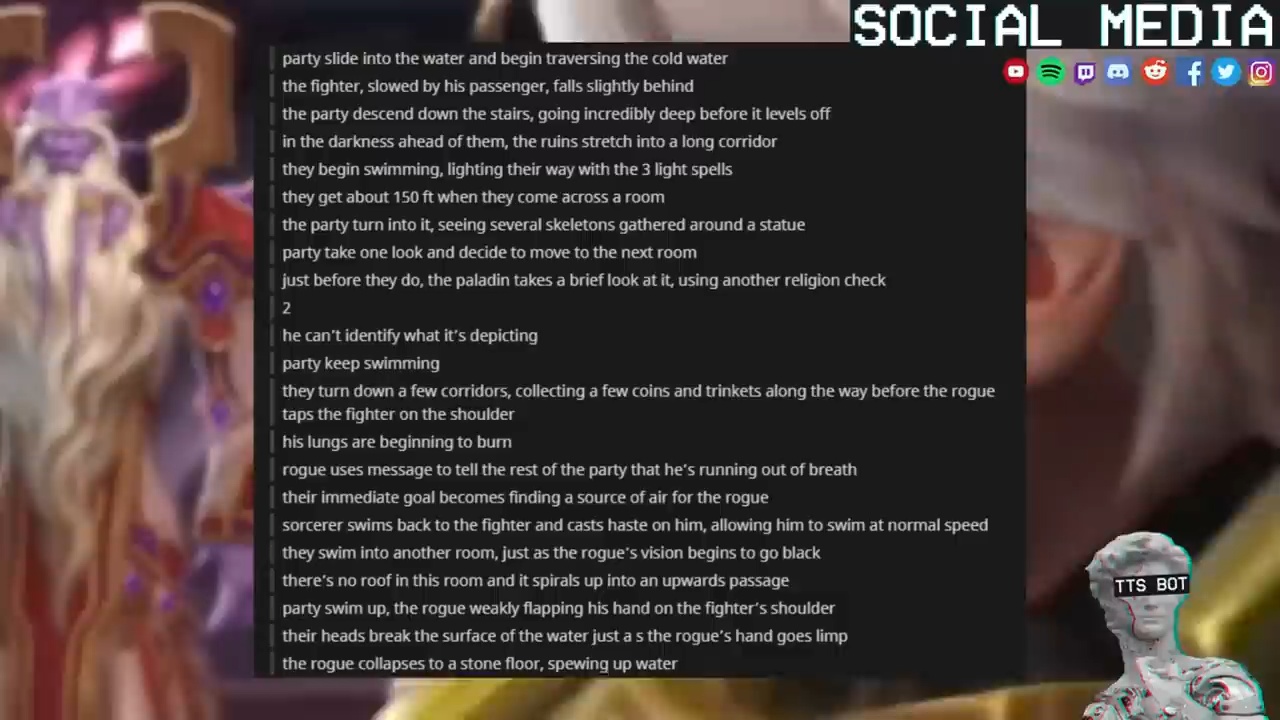 SOCIAL MEDIA
party slide into the water and begin traversing the cold water
the fighter, slowed by his passenger, falls slightly behind
the party descend down the stairs, going incredibly deep before it levels off
in the darkness ahead of them, the ruins stretch into a long corridor
they begin swimming, lighting their way with the 3 light spells
they get about 150 ft when they come across a room
the party turn into it, seeing several skeletons gathered around a statue
party take one look and decide to move to the next room
just before they do, the paladin takes a brief look at it, using another religion check
2
he can't identify what it's depicting
party keep swimming
they turn down a few corridors, collecting a few coins and trinkets along the way before the rogue
taps the fighter on the shoulder
his lungs are beginning to burn
rogue uses message to tell the rest of the party that he's running out of breath
their immediate goal becomes finding a source of air for the rogue
sorcerer swims back to the fighter and casts haste on him, allowing him to swim at normal speed
they swim into another room, just as the rogue's vision begins to go black
there's no roof in this room and it spirals up into an upwards passage
party swim up, the rogue weakly flapping his hand on the fighter's shoulder
their heads break the surface of the water just a s the rogue's hand goes limp
the rogue collapses to a stone floor, spewing up water
TTS BOT